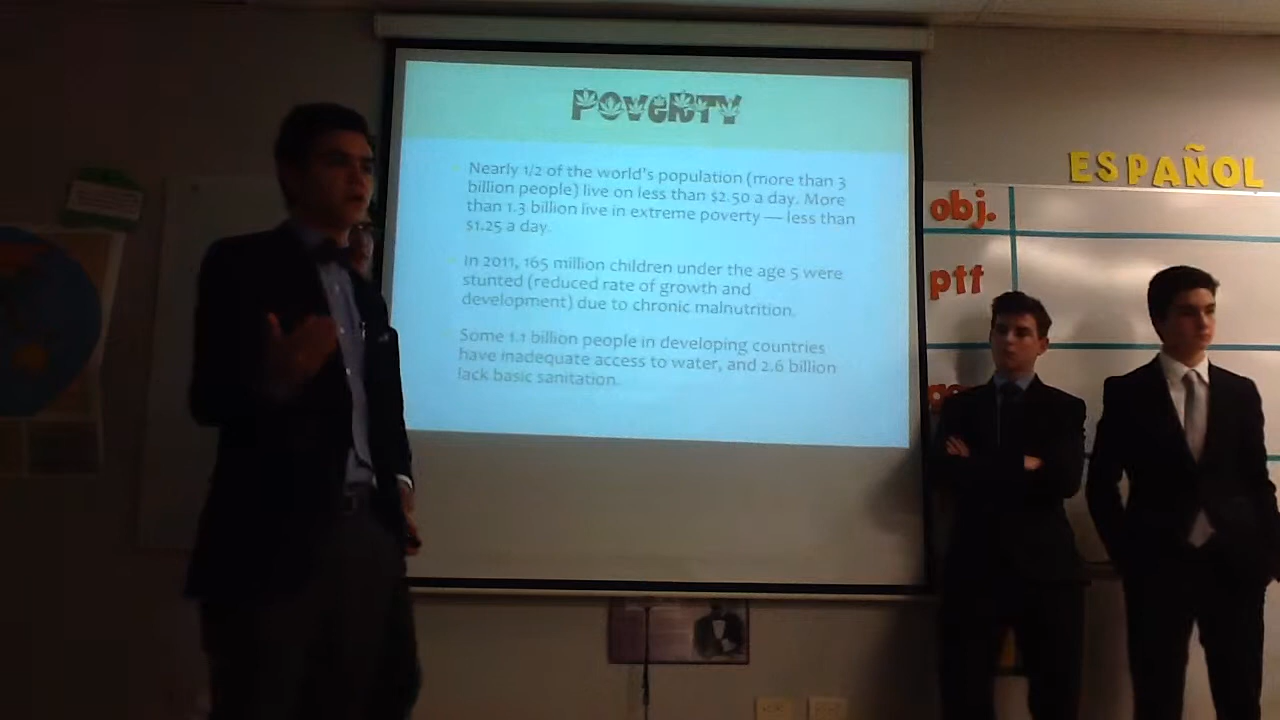 POVERTY
Nearly 1/2 of the world's population (more than 3
billion people) live on less than $2.50 a day. More
than 1.3 billion live in extreme poverty — less than
$1.25 a day.
In 2011, 165 million children under the age 5 were
stunted (reduced rate of growth and
development) due to chronic malnutrition.
Some 1.1 billion people in developing countries
have inadequate access to water, and 2.6 billion
lack basic sanitation.
ESPAÑOL
obj.
ptf